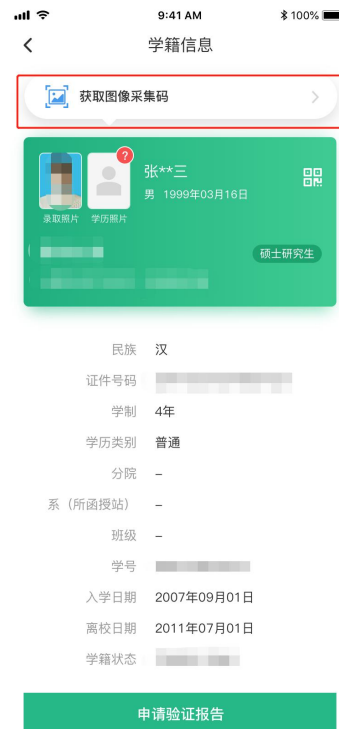 9:41 AM 100%
学籍信息
获取图像采集码
?
张**三
男 1999年03月16日
录取照片 学历照片
硕士研究生
民族 汉
证件号码
学制 4年
学历类别 普通
分院 –
系（所函授站） –
班级 –
学号
入学日期 2007年09月01日
离校日期 2011年07月01日
学籍状态
申请验证报告